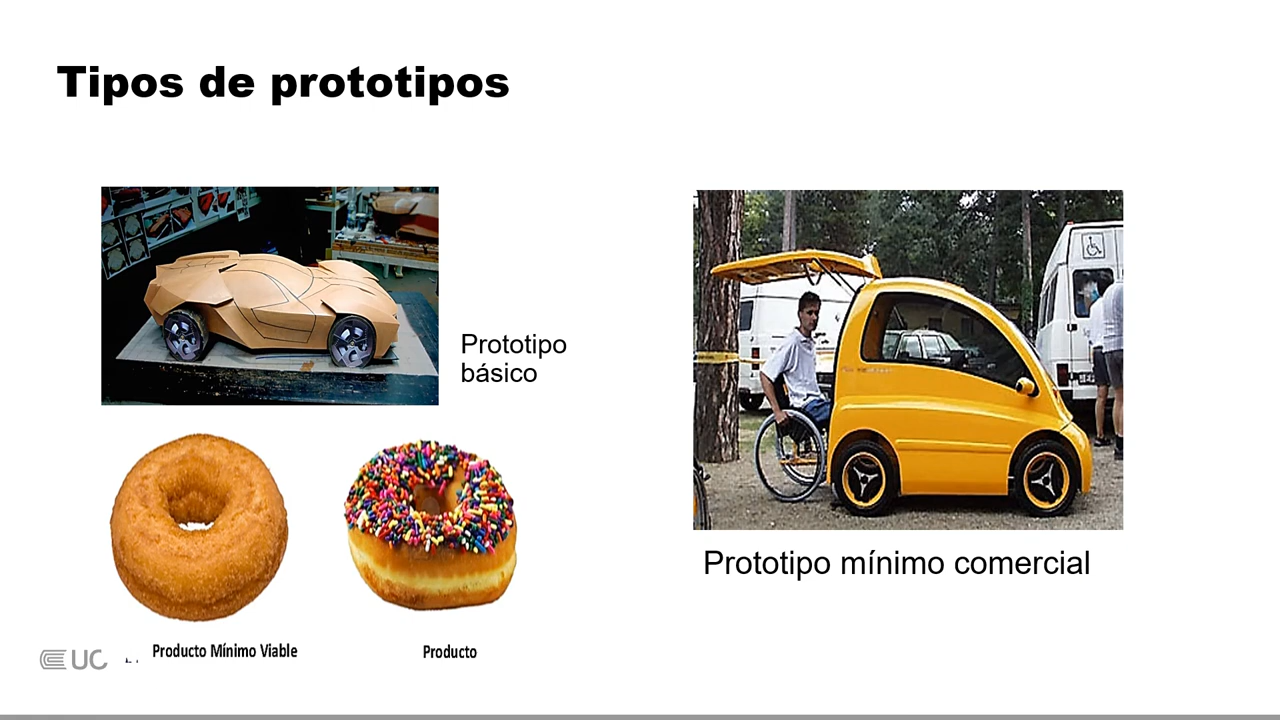 Tipos de prototipos
Prototipo
básico
Prototipo mínimo comercial
Producto Mínimo Viable
Producto
UC